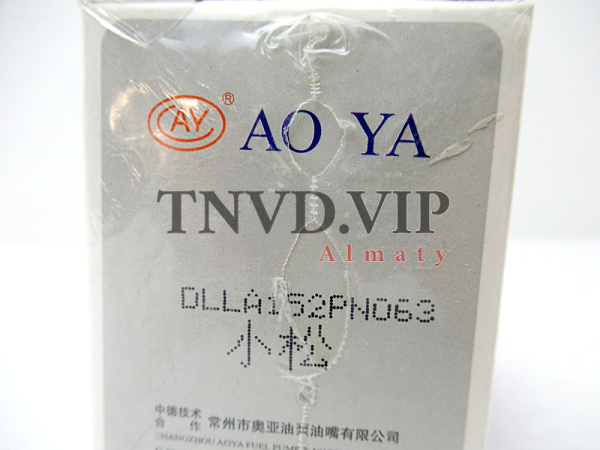 AY ® AO YA
TNVD.VIP
Almaty
DLLA152PN063
小松
中德技术
合 作 常州市奥亚油泵油嘴有限公司
CHANGZHOU AOYA FUEL PUMP &